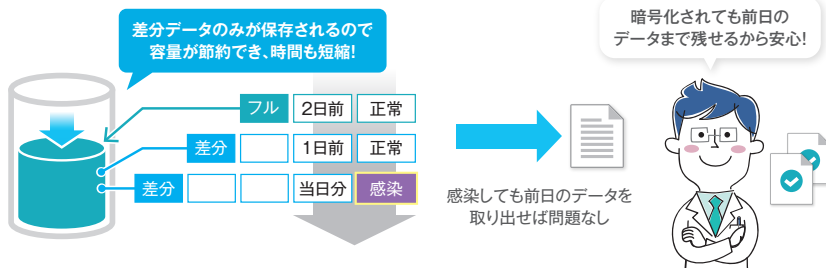 差分データのみが保存されるので
容量が節約でき、時間も短縮!
暗号化されても前日の
データまで残せるから安心!
フル 2日前 正常
差分 1日前 正常
差分 当日分 感染
感染しても前日のデータを
取り出せば問題なし